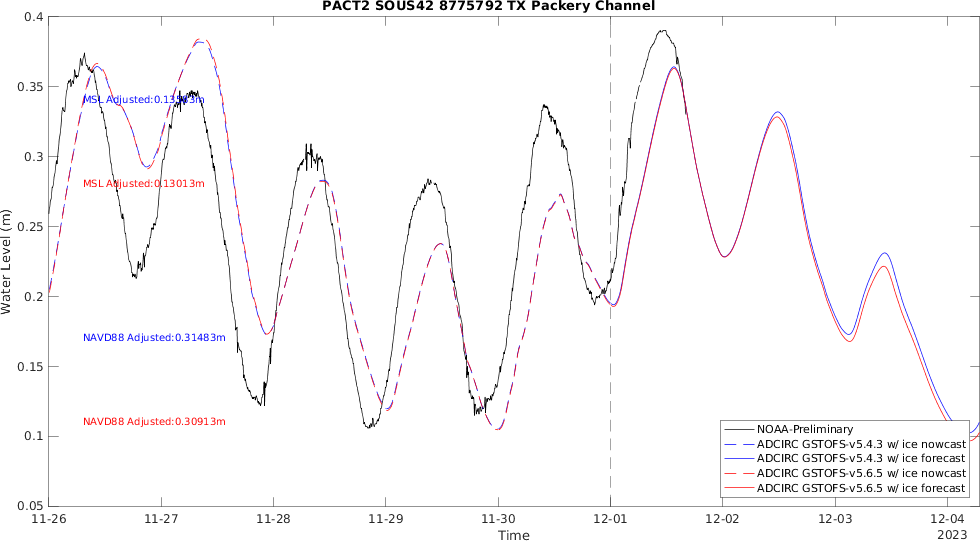 PACT2 SOUS42 8775792 TX Packery Channel
0.4
0.35
0.3
0.25
0.2
0.15
0.1
0.05
Water Level (m)
MSL Adjusted:0.13013m
NAVD88 Adjusted:0.31483m
NAVD88 Adjusted:0.30913m
NOAA-Preliminary
ADCIRC GSTOFS-v5.4.3 w/ ice nowcast
ADCIRC GSTOFS-v5.4.3 w/ ice forecast
ADCIRC GSTOFS-v5.6.5 w/ ice nowcast
ADCIRC GSTOFS-v5.6.5 w/ ice forecast
11-26 11-27 11-28 11-29 11-30 12-01 12-02 12-03 12-04
Time
2023
MSL Adjusted: